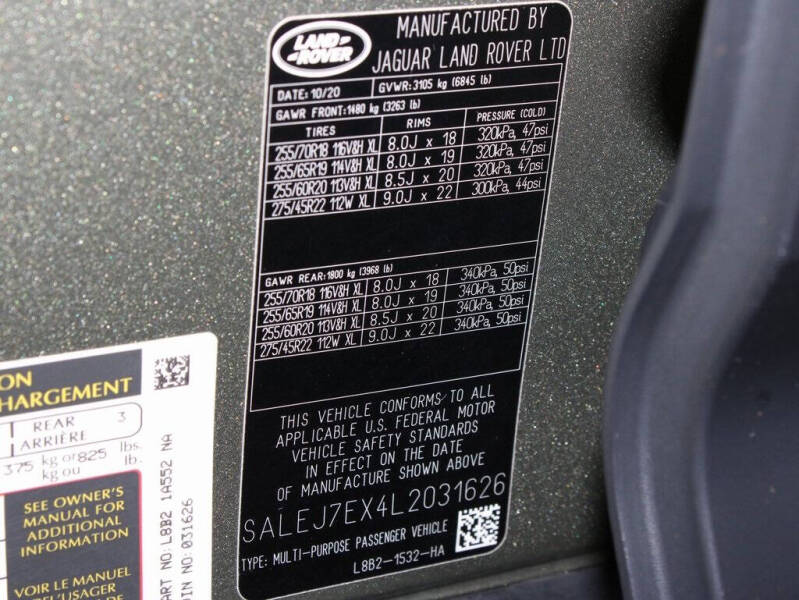 LAND ROVER
MANUFACTURED BY
JAGUAR LAND ROVER LTD
DATE: 10/20 GVWR: 3105 kg (6845 lb)
GAWR FRONT: 1480 kg (3263 lb)
TIRES RIMS PRESSURE (COLD)
255/70R18 116V&H XL 8.0J x 18 320kPa, 47psi
255/65R19 114V&H XL 8.0J x 19 320kPa, 47psi
255/60R20 113V&H XL 8.5J x 20 320kPa, 47psi
275/45R22 112W XL 9.0J x 22 300kPa, 44psi
GAWR REAR: 1800 kg (3968 lb)
255/70R18 116V&H XL 8.0J x 18 340kPa, 50psi
255/65R19 114V&H XL 8.0J x 19 340kPa, 50psi
255/60R20 113V&H XL 8.5J x 20 340kPa, 50psi
275/45R22 112W XL 9.0J x 22 340kPa, 50psi
THIS VEHICLE CONFORMS TO ALL
APPLICABLE U.S. FEDERAL MOTOR
VEHICLE SAFETY STANDARDS
IN EFFECT ON THE DATE
OF MANUFACTURE SHOWN ABOVE
SALEJ7EX4L2031626
TYPE: MULTI-PURPOSE PASSENGER VEHICLE
L8B2-1532-HA
ON
HARGEMENT
REAR 3
ARRIÈRE
375 kg or 825 lbs.
kg ou lb.
SEE OWNER'S
MANUAL FOR
ADDITIONAL
INFORMATION
VOIR LE MANUEL
L'USAGER
ART NO: L8B2 1A552 NA
DIN NO: 031626